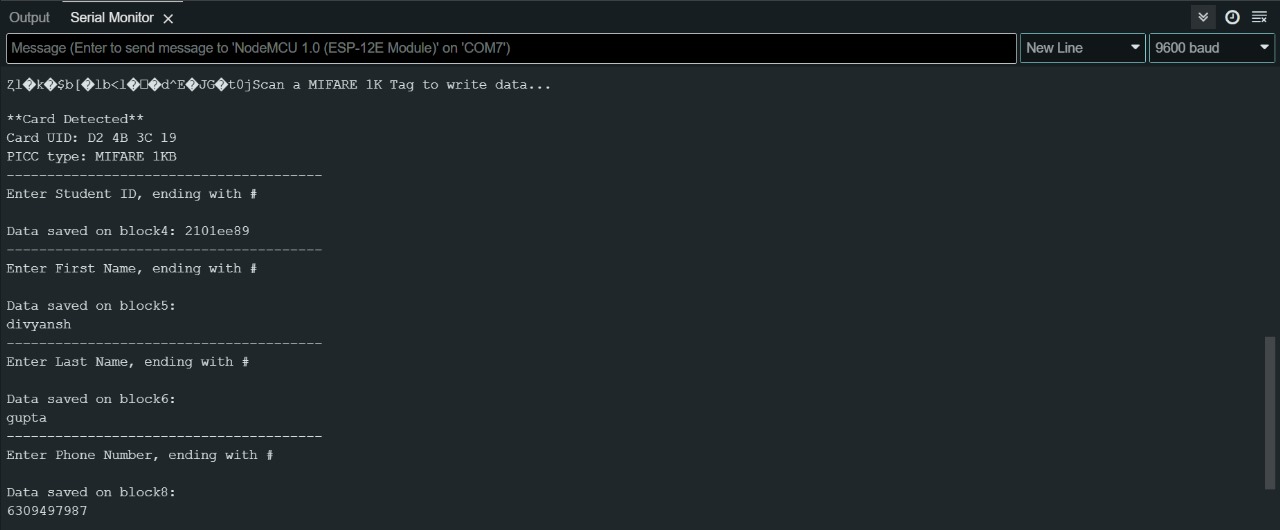 Output Serial Monitor
Message (Enter to send message to 'NodeMCU 1.0 (ESP-12E Module)' on 'COM7') New Line 9600 baud
Scan a MIFARE 1K Tag to write data...
**Card Detected**
Card UID: D2 4B 3C 19
PICC type: MIFARE 1KB
---------------------------------------
Enter Student ID, ending with #
Data saved on block4: 2101ee89
---------------------------------------
Enter First Name, ending with #
Data saved on block5:
divyansh
---------------------------------------
Enter Last Name, ending with #
Data saved on block6:
gupta
---------------------------------------
Enter Phone Number, ending with #
Data saved on block8:
6309497987